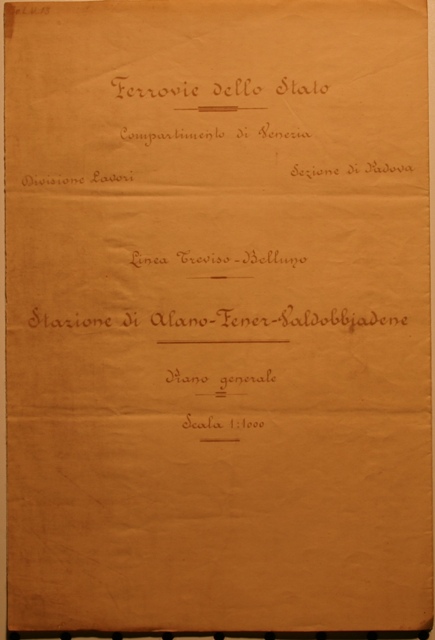 Ferrovie dello Stato
Compartimento di Venezia
Divisione Lavori
Sezione di Padova
Linea Treviso-Belluno
Stazione di Alano-Fener-Valdobbiadene
Piano generale
Scala 1:1000